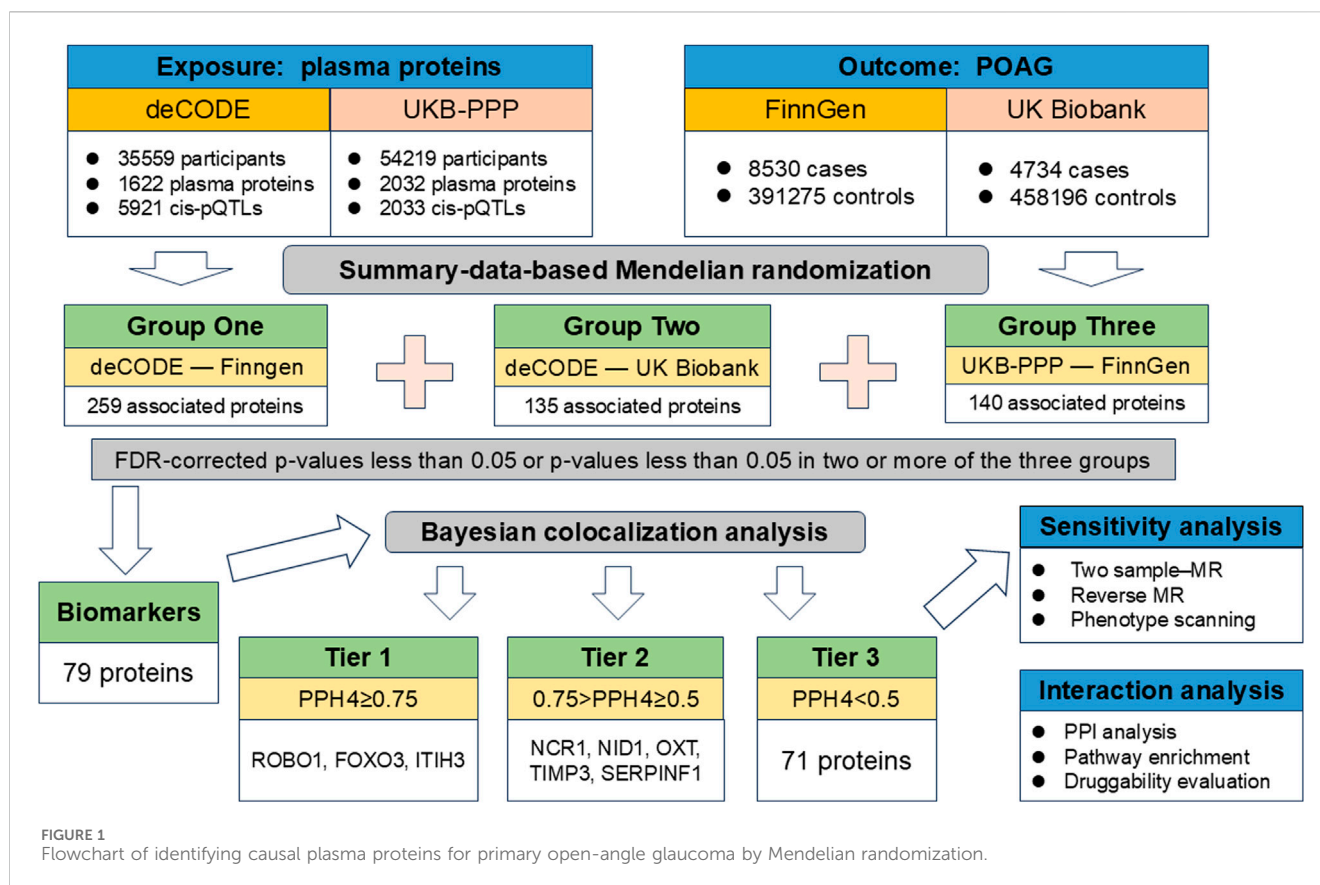 Exposure: plasma proteins
deCODE
UKB-PPP
● 35559 participants
● 1622 plasma proteins
● 5921 cis-pQTLs
● 54219 participants
● 2032 plasma proteins
● 2033 cis-pQTLs
Outcome: POAG
FinnGen
UK Biobank
● 8530 cases
● 391275 controls
● 4734 cases
● 458196 controls
Summary-data-based Mendelian randomization
Group One
deCODE — Finngen
259 associated proteins
Group Two
deCODE — UK Biobank
135 associated proteins
Group Three
UKB-PPP — FinnGen
140 associated proteins
FDR-corrected p-values less than 0.05 or p-values less than 0.05 in two or more of the three groups
Biomarkers
79 proteins
Bayesian colocalization analysis
Tier 1
PPH4≥0.75
ROBO1, FOXO3, ITIH3
Tier 2
0.75>PPH4≥0.5
NCR1, NID1, OXT,
TIMP3, SERPINF1
Tier 3
PPH4<0.5
71 proteins
Sensitivity analysis
● Two sample–MR
● Reverse MR
● Phenotype scanning
Interaction analysis
● PPI analysis
● Pathway enrichment
● Druggability evaluation
FIGURE 1
Flowchart of identifying causal plasma proteins for primary open-angle glaucoma by Mendelian randomization.